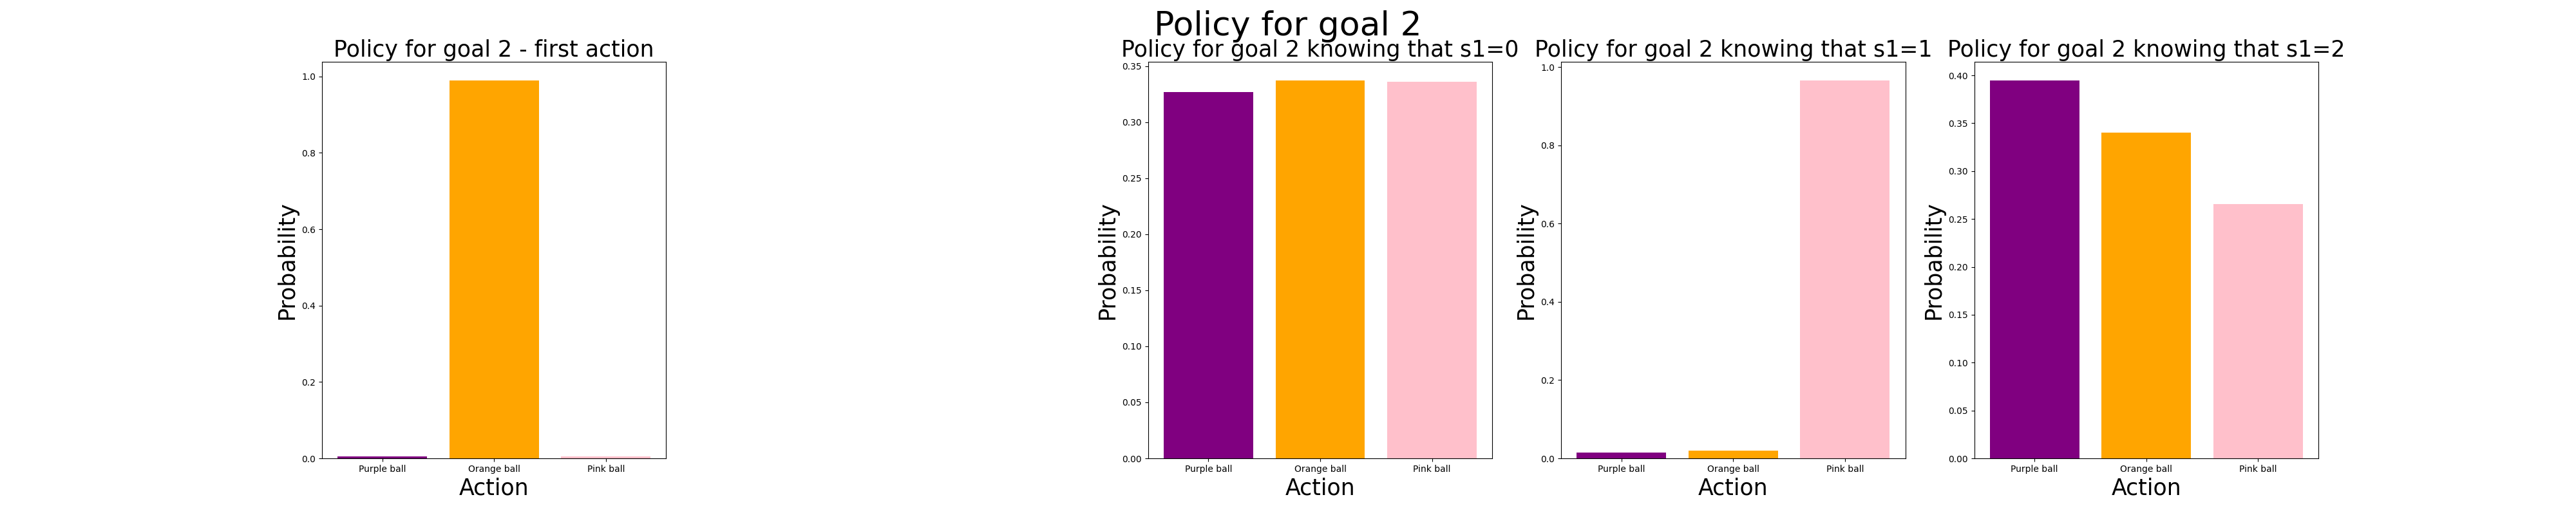 Policy for goal 2
Policy for goal 2 - first action
Probability
1.0
0.8
0.6
0.4
0.2
0.0
Purple ball Orange ball Pink ball
Action
Policy for goal 2 knowing that s1=0
Probability
0.35
0.30
0.25
0.20
0.15
0.10
0.05
0.00
Purple ball Orange ball Pink ball
Action
Policy for goal 2 knowing that s1=1
Probability
1.0
0.8
0.6
0.4
0.2
0.0
Purple ball Orange ball Pink ball
Action
Policy for goal 2 knowing that s1=2
Probability
0.40
0.35
0.30
0.25
0.20
0.15
0.10
0.05
0.00
Purple ball Orange ball Pink ball
Action